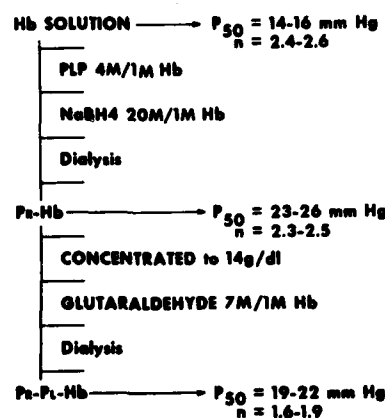 Hb SOLUTION → P50 = 14-16 mm Hg
n = 2.4-2.6
PLP 4M/1M Hb
NaBH4 20M/1M Hb
Dialysis
PR-Hb → P50 = 23-26 mm Hg
n = 2.3-2.5
CONCENTRATED to 14g/dl
GLUTARALDEHYDE 7M/1M Hb
Dialysis
PR-PL-Hb → P50 = 19-22 mm Hg
n = 1.6-1.9